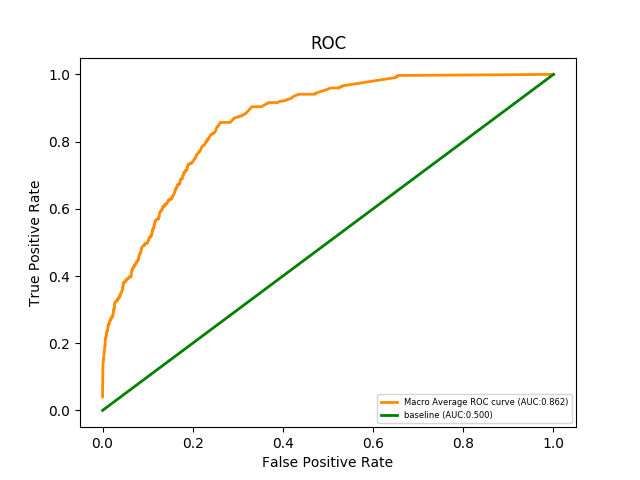 ROC
1.0
0.8
0.6
0.4
0.2
0.0
True Positive Rate
Macro Average ROC curve (AUC:0.862)
baseline (AUC:0.500)
0.0 0.2 0.4 0.6 0.8 1.0
False Positive Rate